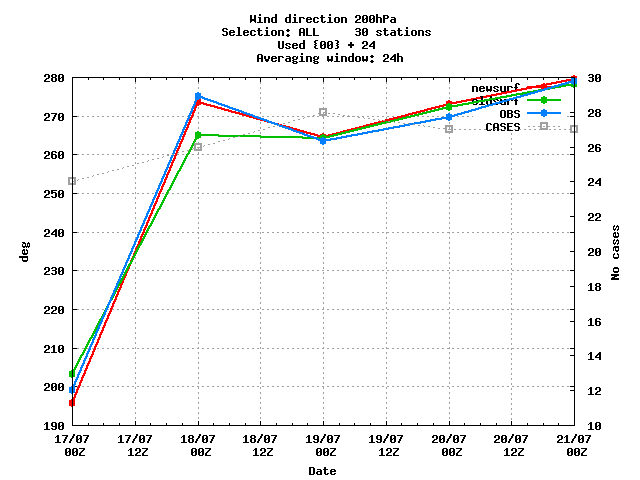 Wind direction 200hPa
Selection: ALL     30 stations
Used {00} + 24
Averaging window: 24h
newsurf
oldsurf
OBS
CASES
deg
280
270
260
250
240
230
220
210
200
190
No cases
30
28
26
24
22
20
18
16
14
12
10
17/07 17/07 18/07 18/07 19/07 19/07 20/07 20/07 21/07
00Z 12Z 00Z 12Z 00Z 12Z 00Z 12Z 00Z
Date